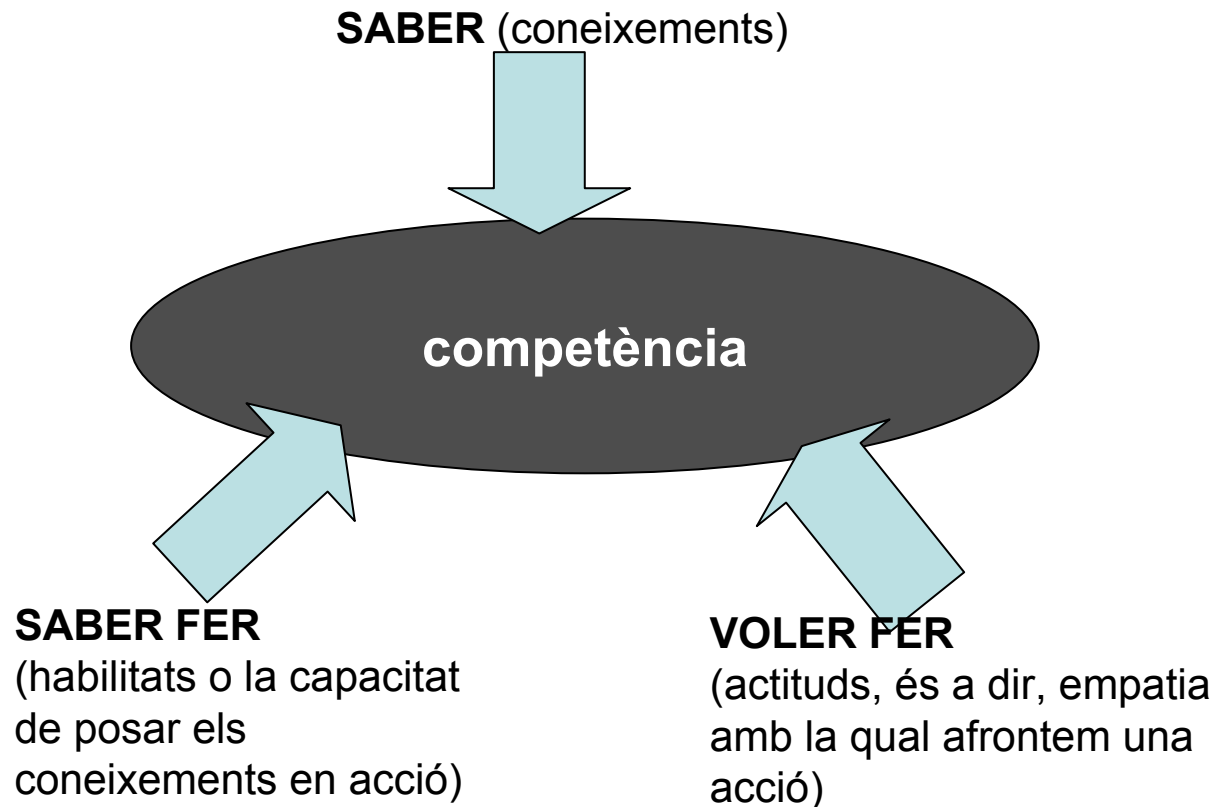 SABER (coneixements)
competència
SABER FER
(habilitats o la capacitat
de posar els
coneixements en acció)
VOLER FER
(actituds, és a dir, empatia
amb la qual afrontem una
acció)